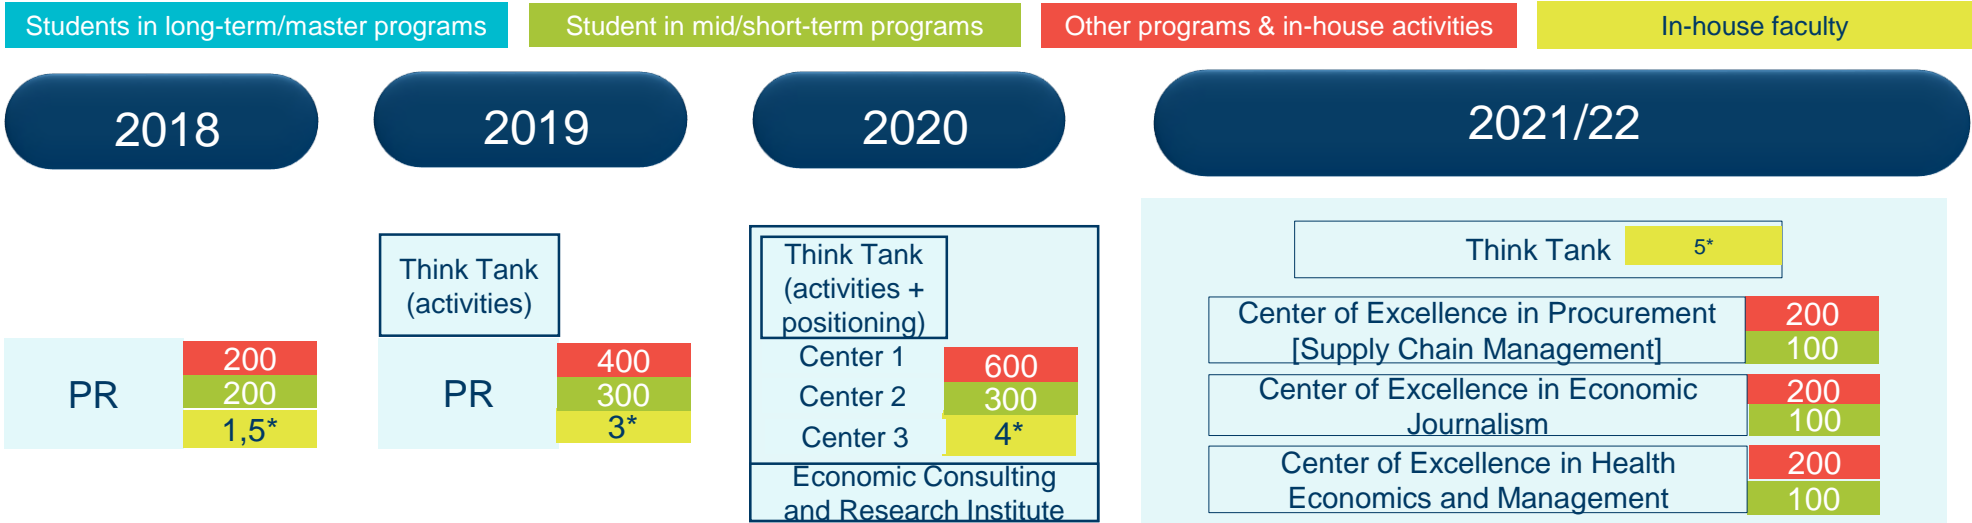 Students in long-term/master programs
Student in mid/short-term programs
Other programs & in-house activities
In-house faculty
2018
2019
2020
2021/22
PR
200
200
1,5*
Think Tank
(activities)
PR
400
300
3*
Think Tank
(activities +
positioning)
Center 1
Center 2
Center 3
600
300
4*
Economic Consulting
and Research Institute
Think Tank
5*
Center of Excellence in Procurement
[Supply Chain Management]
200
100
Center of Excellence in Economic
Journalism
200
100
Center of Excellence in Health
Economics and Management
200
100